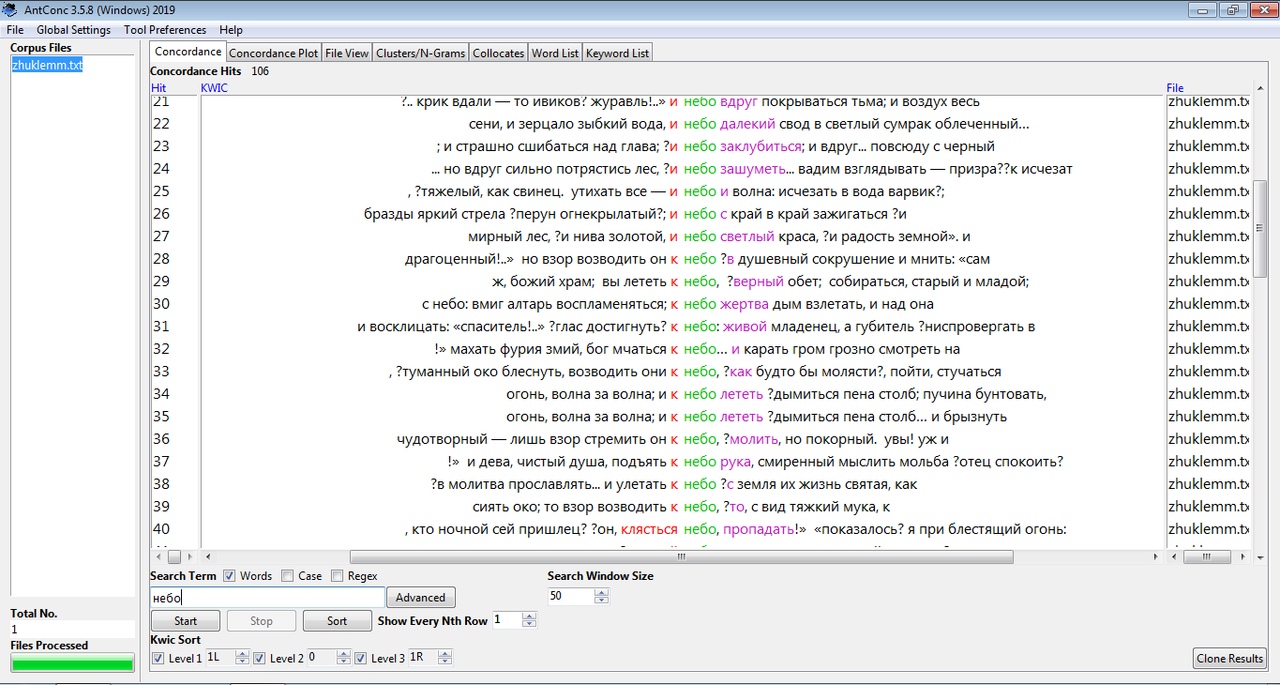 AntConc 3.5.8 (Windows) 2019
File Global Settings Tool Preferences Help
Corpus Files
zhuklemm.txt
Concordance Concordance Plot File View Clusters/N-Grams Collocates Word List Keyword List
Concordance Hits 106
Hit KWIC File
21 ?.. крик вдали — то ивиков? журавль!..» и небо вдруг покрываться тьма; и воздух весь zhuklemm.tx
22 сени, и зерцало зыбкий вода, и небо далекий свод в светлый сумрак облеченный... zhuklemm.tx
23 ; и страшно сшибаться над глава; ?и небо заклубиться; и вдруг... повсюду с черный zhuklemm.tx
24 ... но вдруг сильно потрястись лес, ?и небо зашуметь... вадим взглядывать — призра??к исчезат zhuklemm.tx
25 , ?тяжелый, как свинец. утихать все — и небо и волна: исчезать в вода варвик?; zhuklemm.tx
26 бразды яркий стрела ?перун огнекрылатый?; и небо с край в край зажигаться ?и zhuklemm.tx
27 мирный лес, ?и нива золотой, и небо светлый краса, ?и радость земной». и zhuklemm.tx
28 драгоценный!..» но взор возводить он к небо ?в душевный сокрушение и мнить: «сам zhuklemm.tx
29 ж, божий храм; вы лететь к небо, ?верный обет; собираться, старый и младой; zhuklemm.tx
30 с небо: вмиг алтарь воспламеняться; к небо жертва дым взлетать, и над она zhuklemm.tx
31 и восклицать: «спаситель!..» ?глас достигнуть? к небо: живой младенец, а губитель ?ниспровергать в zhuklemm.tx
32 !» махать фурия змий, бог мчаться к небо... и карать гром грозно смотреть на zhuklemm.tx
33 , ?туманный око блеснуть, возводить они к небо, ?как будто бы молясти?, пойти, стучаться zhuklemm.tx
34 огонь, волна за волна; и к небо лететь ?дымиться пена столб; пучина бунтовать, zhuklemm.tx
35 огонь, волна за волна; и к небо лететь ?дымиться пена столб... и брызнуть zhuklemm.tx
36 чудотворный — лишь взор стремить он к небо, ?молить, но покорный. увы! уж и zhuklemm.tx
37 !» и дева, чистый душа, подъять к небо рука, смиренный мыслить мольба ?отец спокоить? zhuklemm.tx
38 ?в молитва прославлять... и улетать к небо ?с земля их жизнь святая, как zhuklemm.tx
39 сиять око; то взор возводить к небо, ?то, с вид тяжкий мука, к zhuklemm.tx
40 , кто ночной сей пришлец? ?он, клясться небо, пропадать!» «показалось? я при блестящий огонь: zhuklemm.tx
Search Term Words Case Regex Search Window Size
небо Advanced 50
Start Stop Sort Show Every Nth Row 1
Kwic Sort
Level 1 1L Level 2 0 Level 3 1R Clone Results
Total No.
1
Files Processed